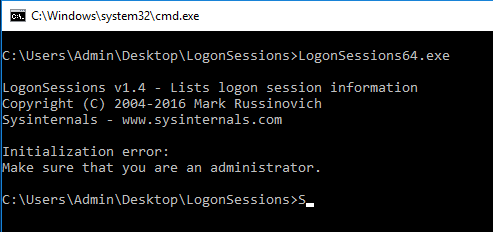 C:\Windows\system32\cmd.exe
C:\Users\Admin\Desktop\LogonSessions>LogonSessions64.exe
LogonSessions v1.4 - Lists logon session information
Copyright (C) 2004-2016 Mark Russinovich
Sysinternals - www.sysinternals.com
Initialization error:
Make sure that you are an administrator.
C:\Users\Admin\Desktop\LogonSessions>S